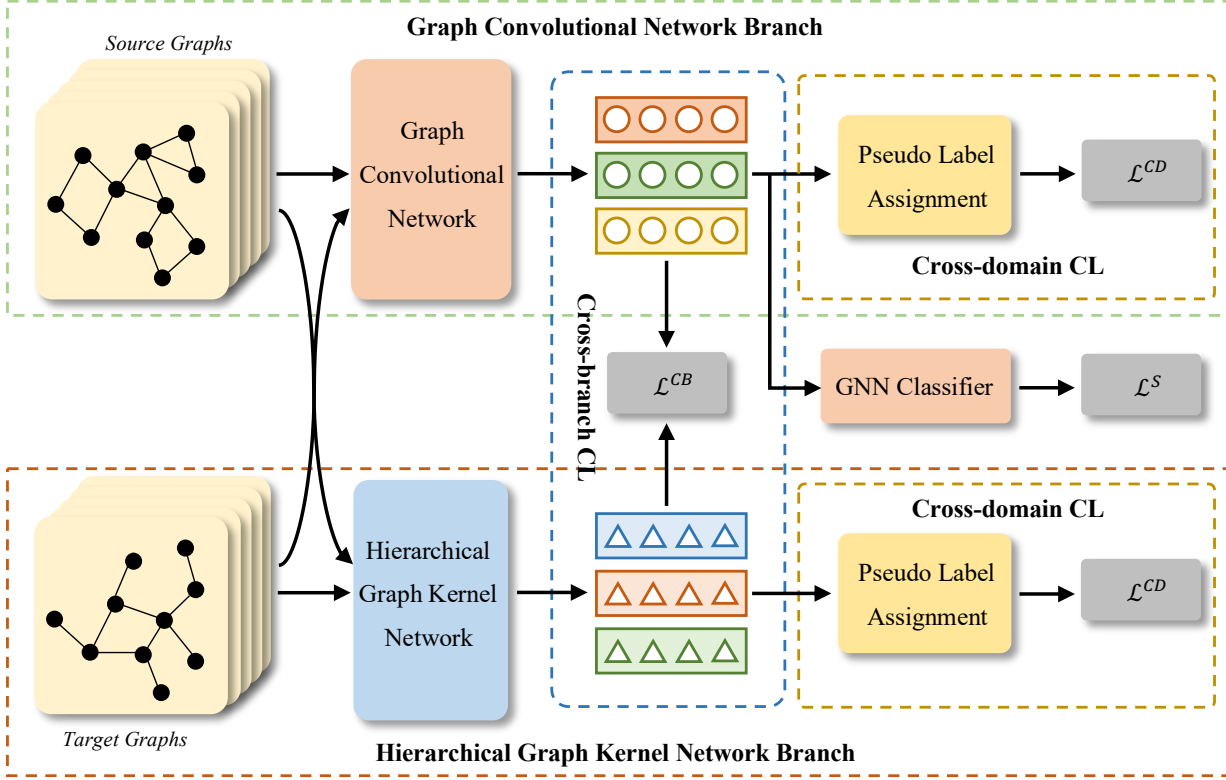 Graph Convolutional Network Branch
Source Graphs
Graph
Convolutional
Network
Pseudo Label
Assignment
ℒ^{CD}
Cross-domain CL
Cross-branch CL
ℒ^{CB}
GNN Classifier
ℒ^{S}
Cross-domain CL
Hierarchical
Graph Kernel
Network
Pseudo Label
Assignment
ℒ^{CD}
Target Graphs
Hierarchical Graph Kernel Network Branch